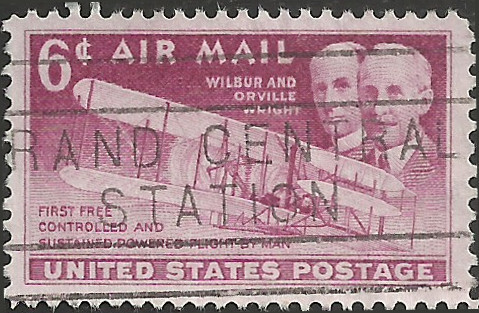 6¢ AIR MAIL
WILBUR AND
ORVILLE
WRIGHT
RAND CENTRAL
STATION
FIRST FREE
CONTROLLED AND
SUSTAINED POWERED FLIGHT BY MAN
UNITED STATES POSTAGE